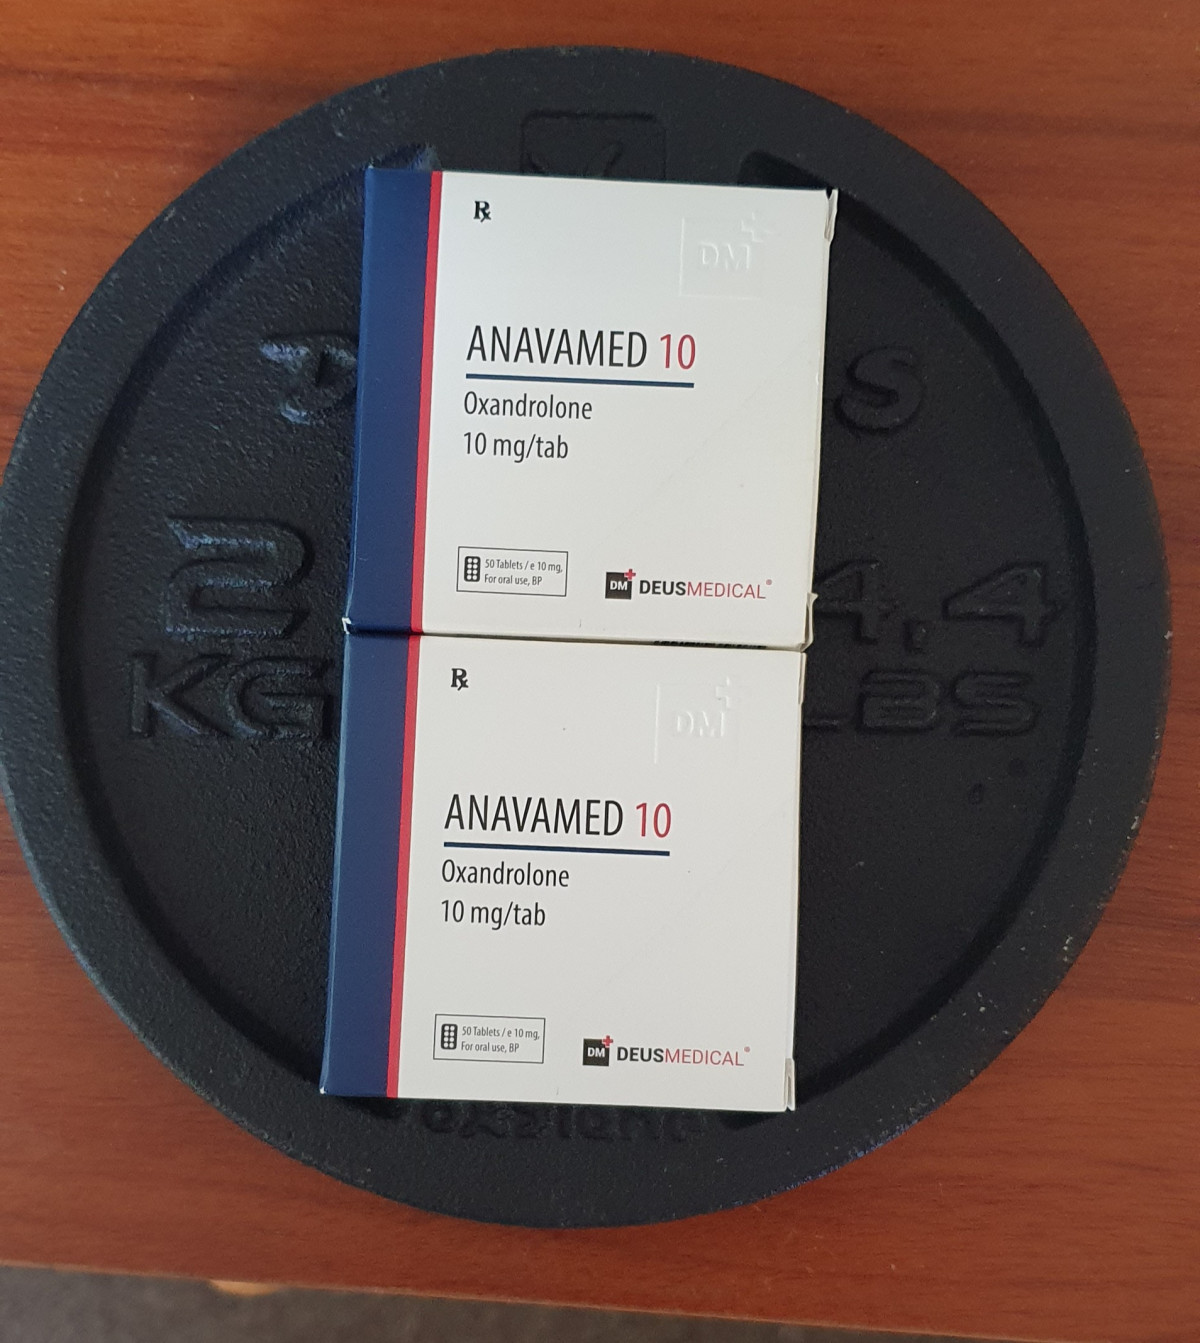 ℞
DM
ANAVAMED 10
Oxandrolone
10 mg/tab
50 Tablets / e 10 mg,
For oral use, BP
DM DEUSMEDICAL®
S
2
KG
4.4
LBS
℞
DM
ANAVAMED 10
Oxandrolone
10 mg/tab
50 Tablets / e 10 mg,
For oral use, BP
DM DEUSMEDICAL®